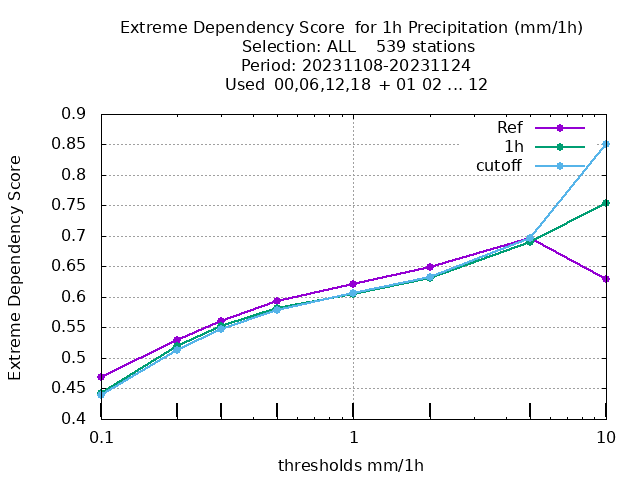 Extreme Dependency Score  for 1h Precipitation (mm/1h)
Selection: ALL    539 stations
Period: 20231108-20231124
Used  00,06,12,18  + 01 02 ... 12
Ref
1h
cutoff
0.9
0.85
0.8
0.75
0.7
0.65
0.6
0.55
0.5
0.45
0.4
Extreme Dependency Score
0.1
1
10
thresholds mm/1h